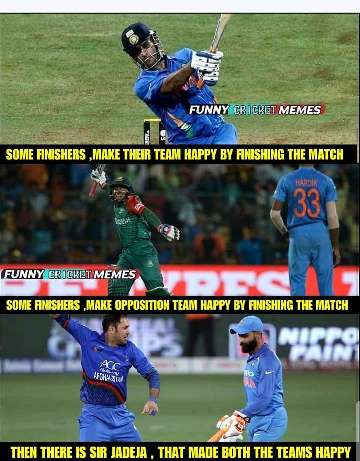 FUNNY CRICKET MEMES
SOME FINISHERS ,MAKE THEIR TEAM HAPPY BY FINISHING THE MATCH
HARDIK
33
FUNNY CRICKET MEMES
SOME FINISHERS ,MAKE OPPOSITION TEAM HAPPY BY FINISHING THE MATCH
NIPPO
PAINT
ACC
AFGHANISTAN
THEN THERE IS SIR JADEJA , THAT MADE BOTH THE TEAMS HAPPY